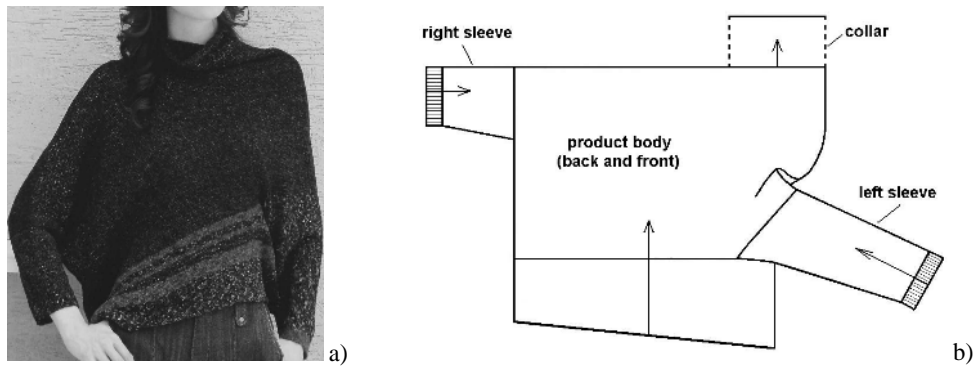 right sleeve
collar
product body
(back and front)
left sleeve
a)
b)